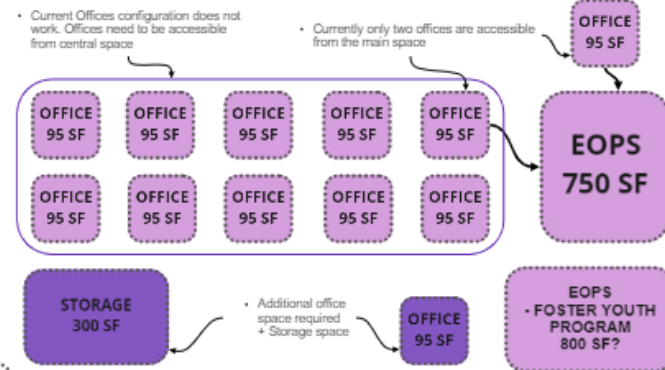 • Current Offices configuration does not
work. Offices need to be accessible
from central space
• Currently only two offices are accessible
from the main space
OFFICE
95 SF
OFFICE
95 SF
OFFICE
95 SF
OFFICE
95 SF
OFFICE
95 SF
OFFICE
95 SF
EOPS
750 SF
OFFICE
95 SF
OFFICE
95 SF
OFFICE
95 SF
OFFICE
95 SF
OFFICE
95 SF
STORAGE
300 SF
• Additional office
space required
+ Storage space
OFFICE
95 SF
EOPS
- FOSTER YOUTH
PROGRAM
800 SF?